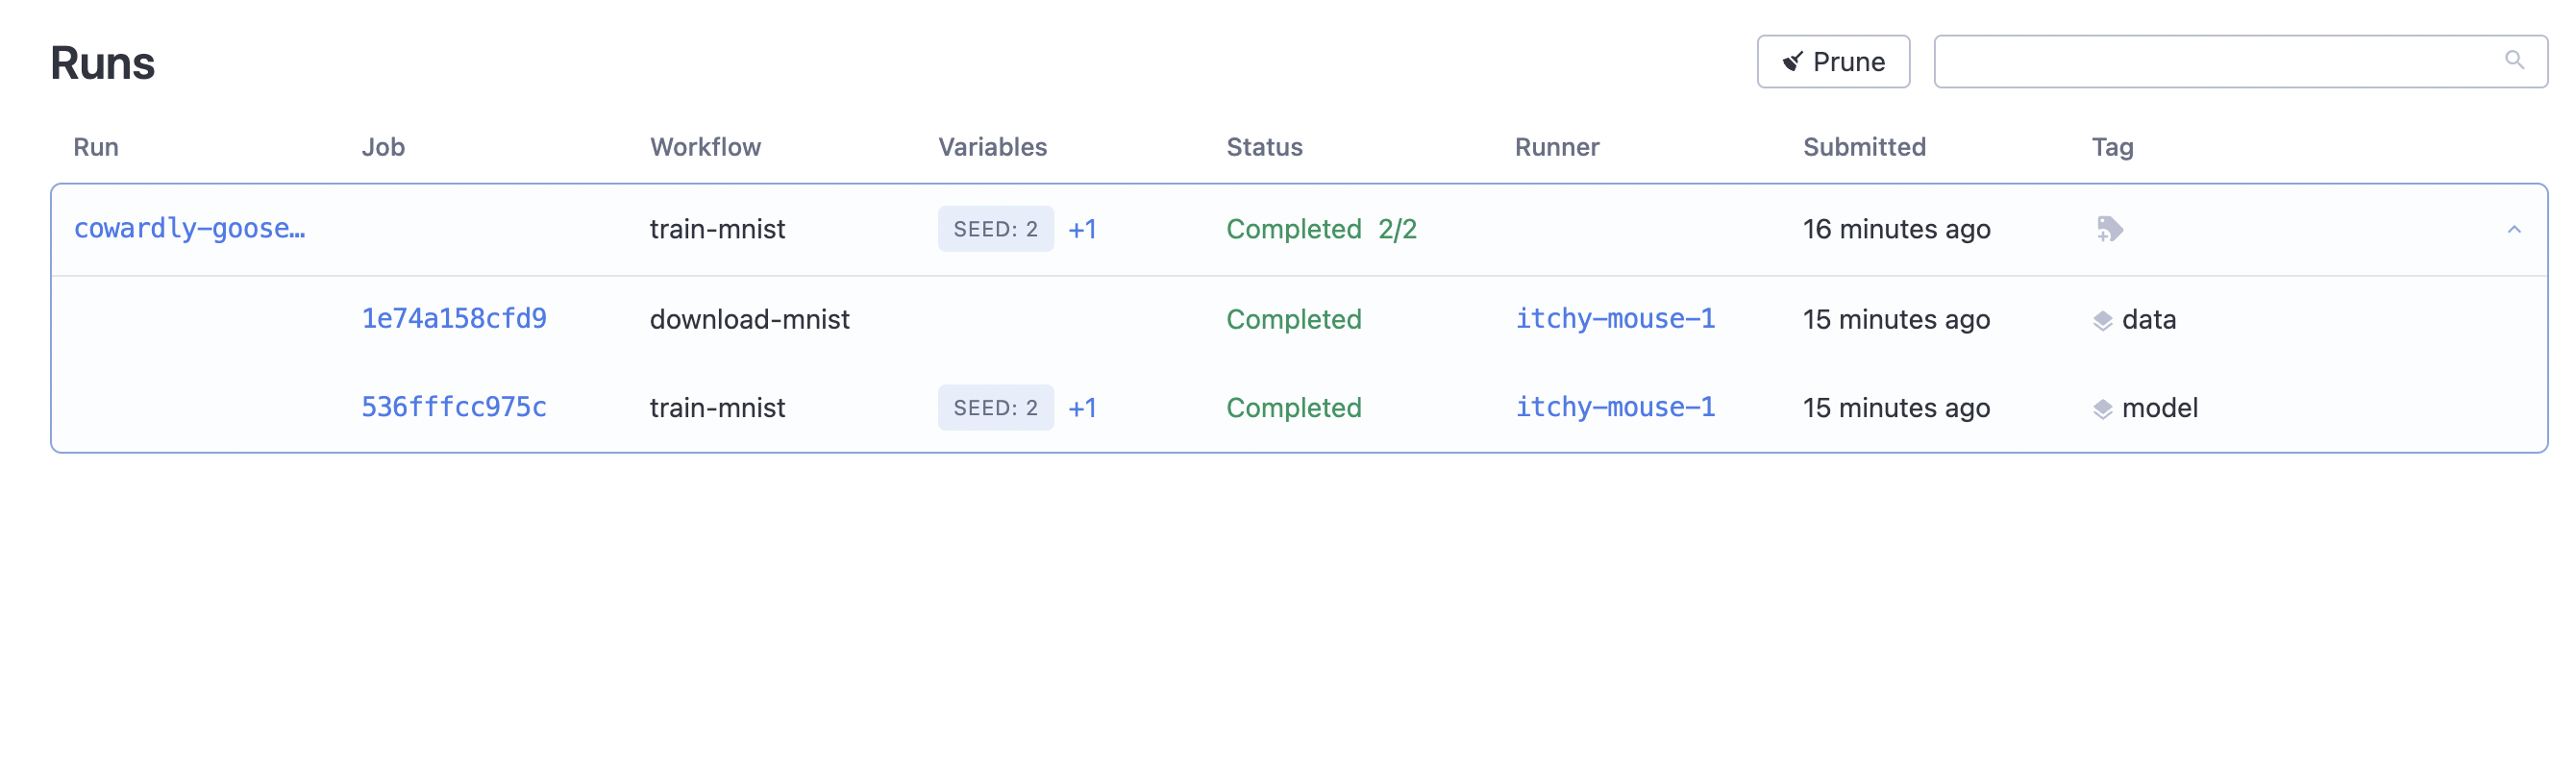 Runs Prune
Run Job Workflow Variables Status Runner Submitted Tag
cowardly-goose… train-mnist SEED: 2 +1 Completed 2/2 16 minutes ago
1e74a158cfd9 download-mnist Completed itchy-mouse-1 15 minutes ago data
536fffcc975c train-mnist SEED: 2 +1 Completed itchy-mouse-1 15 minutes ago model